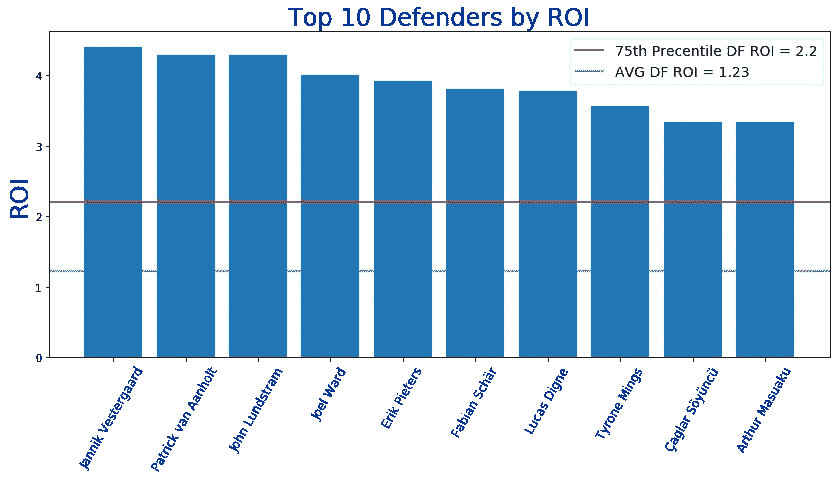 Top 10 Defenders by ROI
75th Precentile DF ROI = 2.2
AVG DF ROI = 1.23
ROI
4
3
2
1
0
Jannik Vestergaard
Patrick van Aanholt
John Lundstram
Joel Ward
Erik Pieters
Fabian Schär
Lucas Digne
Tyrone Mings
Çaglar Söyüncü
Arthur Masuaku